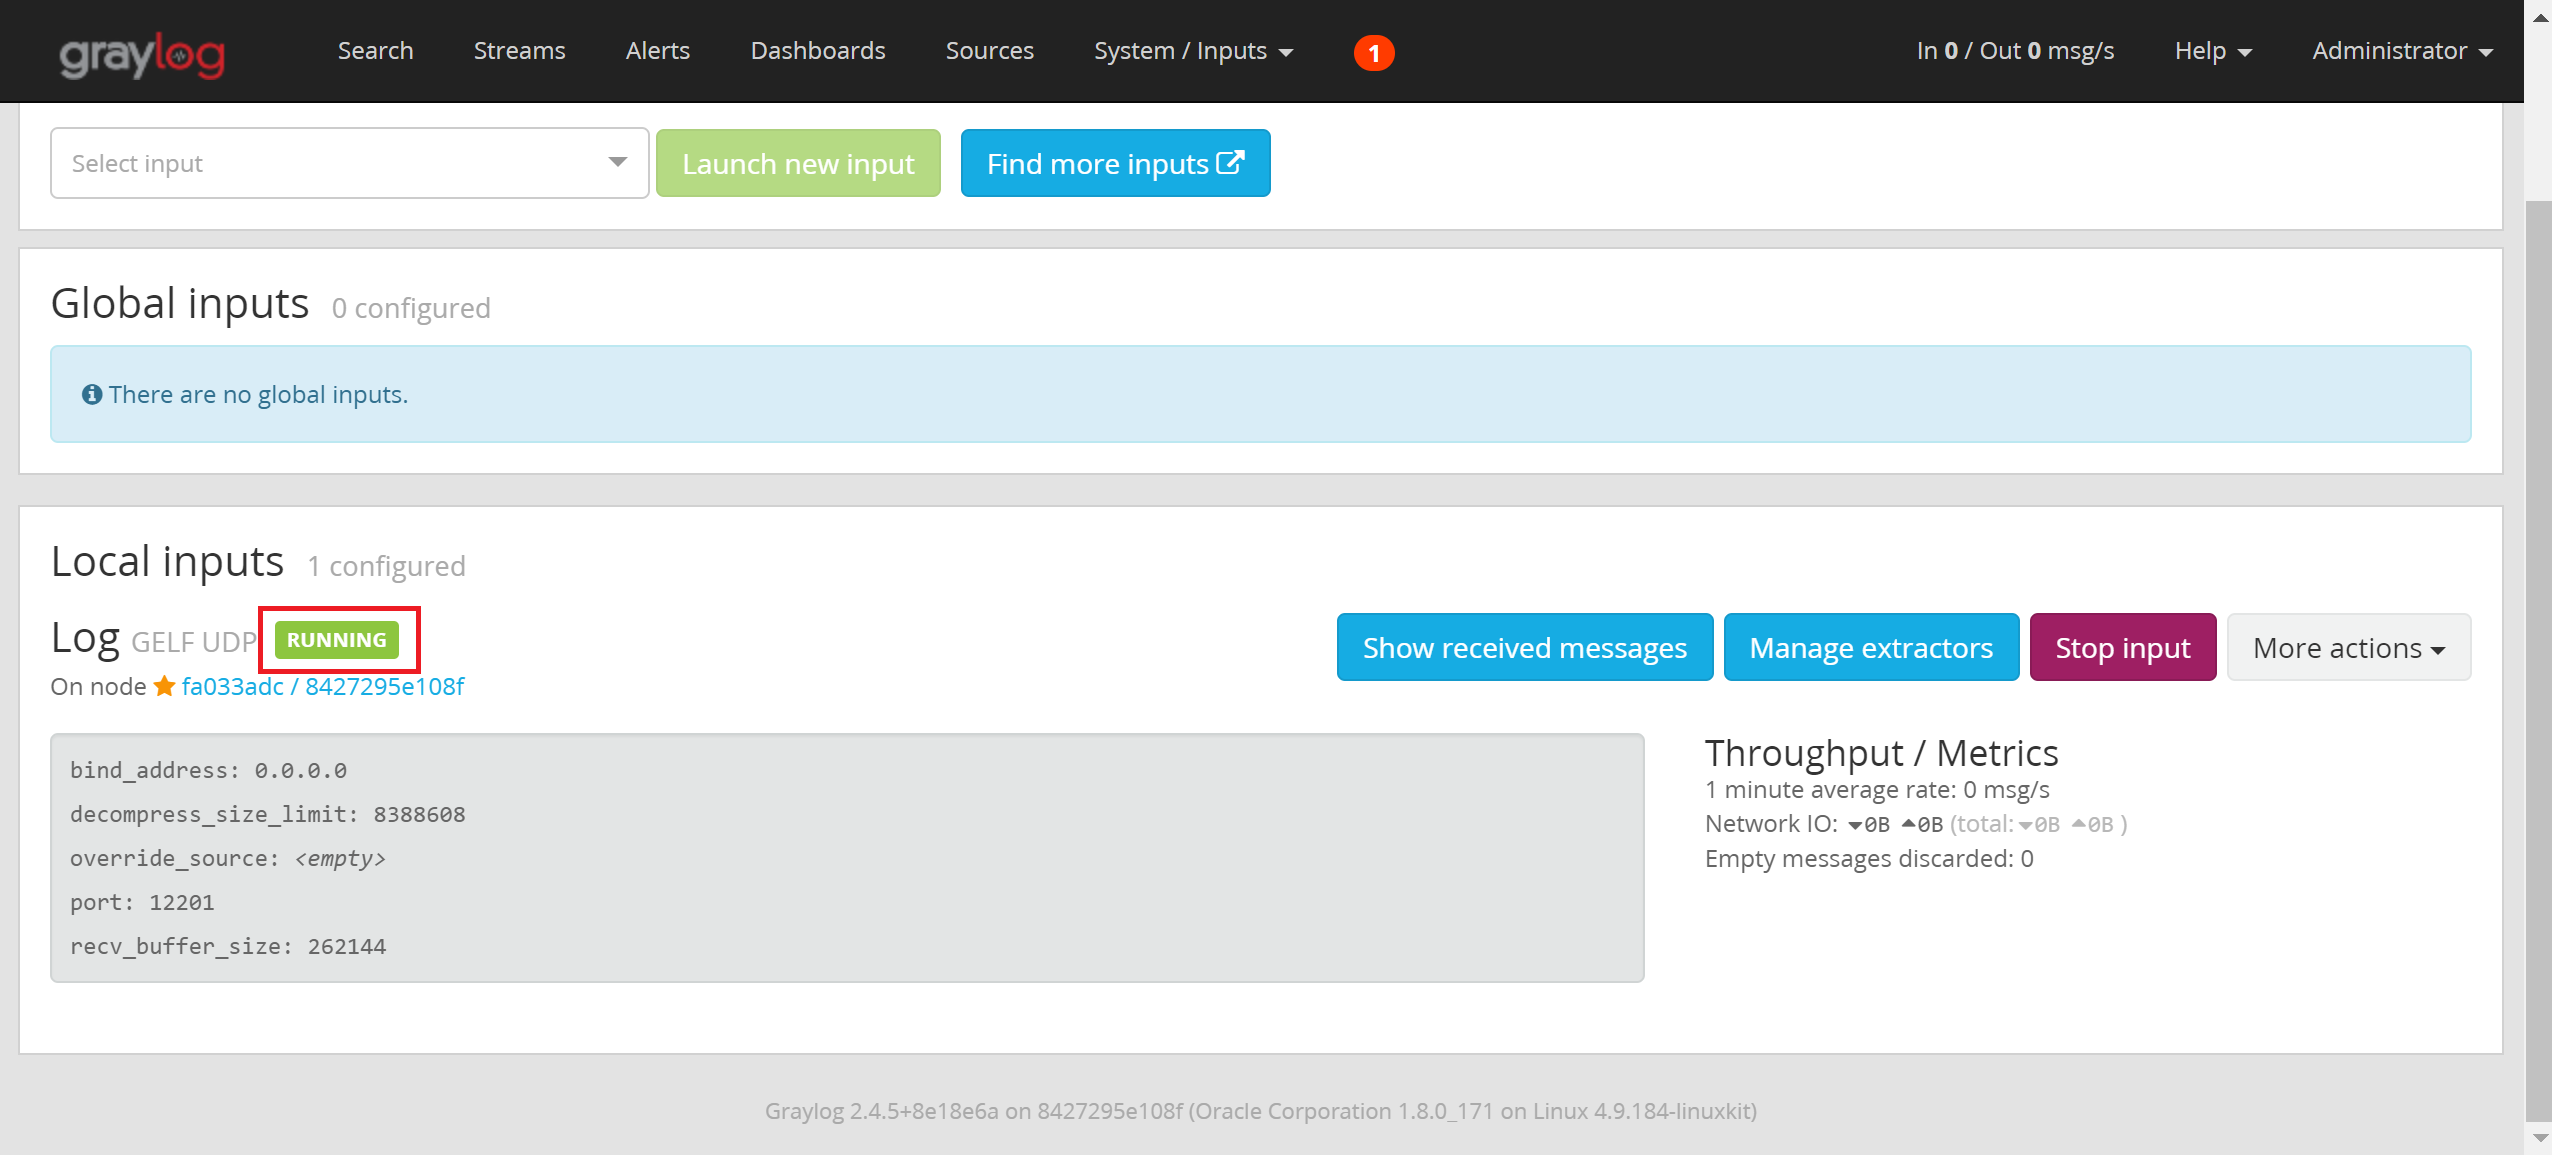 graylog Search Streams Alerts Dashboards Sources System / Inputs 1 In 0 / Out 0 msg/s Help Administrator
Select input Launch new input Find more inputs
Global inputs 0 configured
There are no global inputs.
Local inputs 1 configured
Log GELF UDP RUNNING Show received messages Manage extractors Stop input More actions
On node fa033adc / 8427295e108f
bind_address: 0.0.0.0
decompress_size_limit: 8388608
override_source: <empty>
port: 12201
recv_buffer_size: 262144
Throughput / Metrics
1 minute average rate: 0 msg/s
Network IO: 0B 0B (total: 0B 0B )
Empty messages discarded: 0
Graylog 2.4.5+8e18e6a on 8427295e108f (Oracle Corporation 1.8.0_171 on Linux 4.9.184-linuxkit)